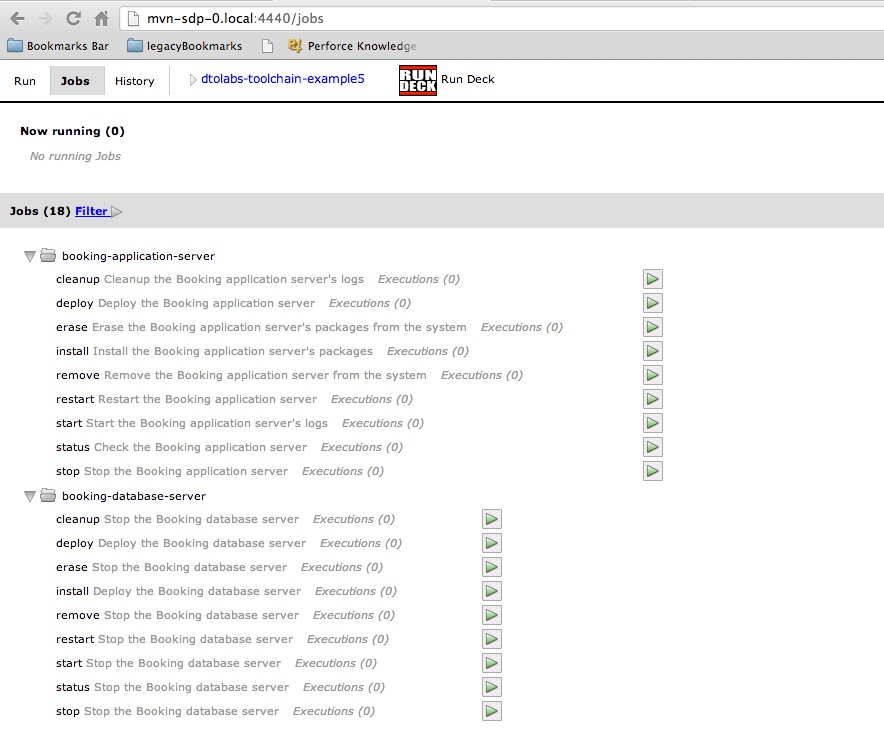 mvn-sdp-0.local:4440/jobs
Bookmarks Bar legacyBookmarks Perforce Knowledge
Run Jobs History dtolabs-toolchain-example5 RUN DECK Run Deck
Now running (0)
No running Jobs
Jobs (18) Filter
booking-application-server
cleanup Cleanup the Booking application server's logs Executions (0)
deploy Deploy the Booking application server Executions (0)
erase Erase the Booking application server's packages from the system Executions (0)
install Install the Booking application server's packages Executions (0)
remove Remove the Booking application server from the system Executions (0)
restart Restart the Booking application server Executions (0)
start Start the Booking application server's logs Executions (0)
status Check the Booking application server Executions (0)
stop Stop the Booking application server Executions (0)
booking-database-server
cleanup Stop the Booking database server Executions (0)
deploy Deploy the Booking database server Executions (0)
erase Stop the Booking database server Executions (0)
install Deploy the Booking database server Executions (0)
remove Stop the Booking database server Executions (0)
restart Stop the Booking database server Executions (0)
start Stop the Booking database server Executions (0)
status Stop the Booking database server Executions (0)
stop Stop the Booking database server Executions (0)